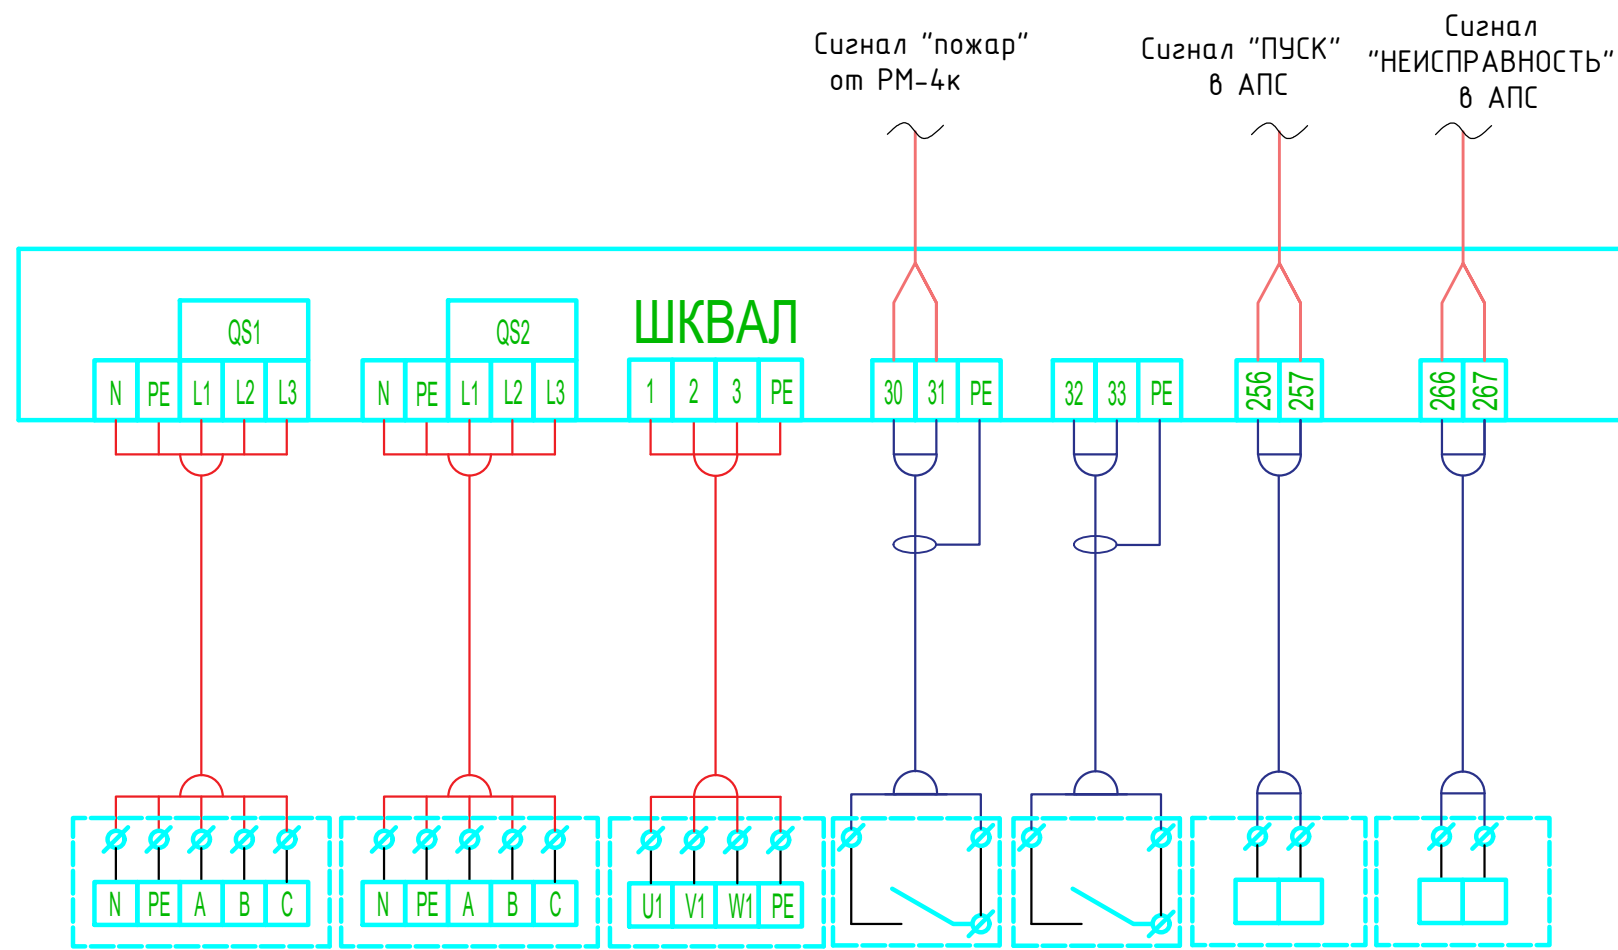 Сигнал "пожар"
от РМ-4к
Сигнал "ПУСК"
в АПС
Сигнал
"НЕИСПРАВНОСТЬ"
в АПС
QS1
QS2
ШКВАЛ
N PE L1 L2 L3
N PE L1 L2 L3
1 2 3 PE
30 31 PE
32 33 PE
256 257
266 267
N PE A B C
N PE A B C
U1 V1 W1 PE